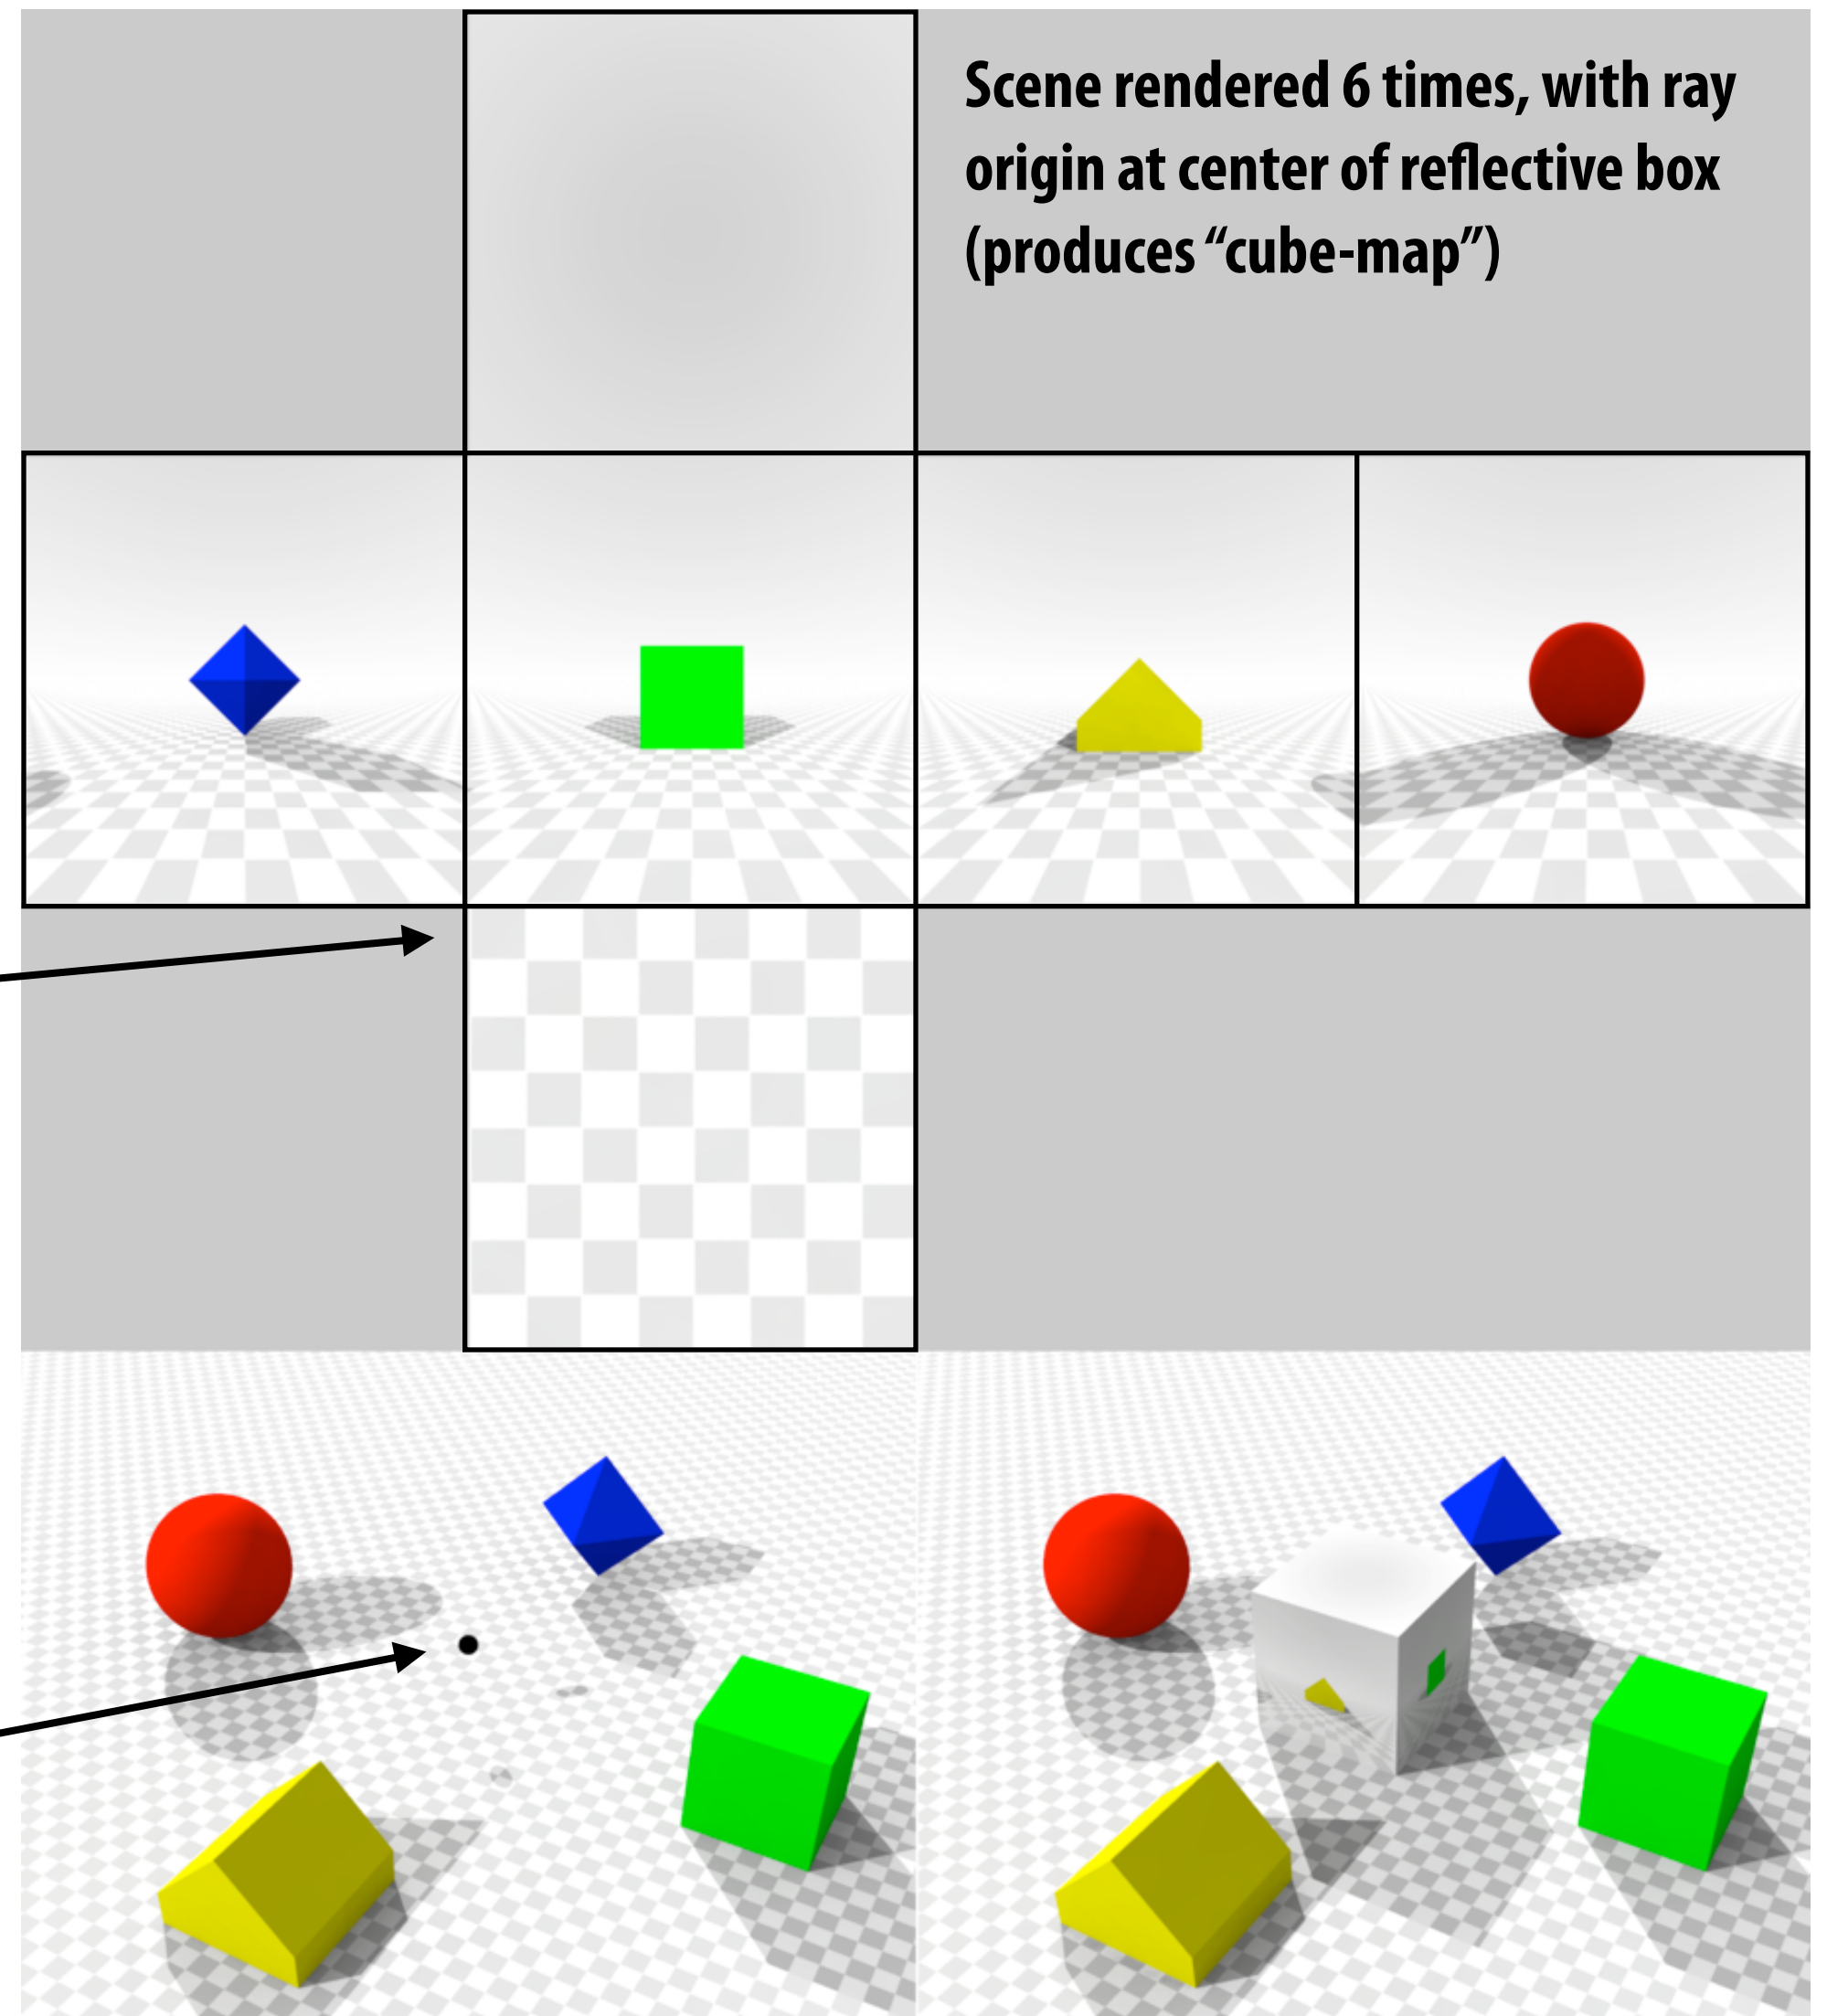 Scene rendered 6 times, with ray
origin at center of reflective box
(produces “cube-map”)